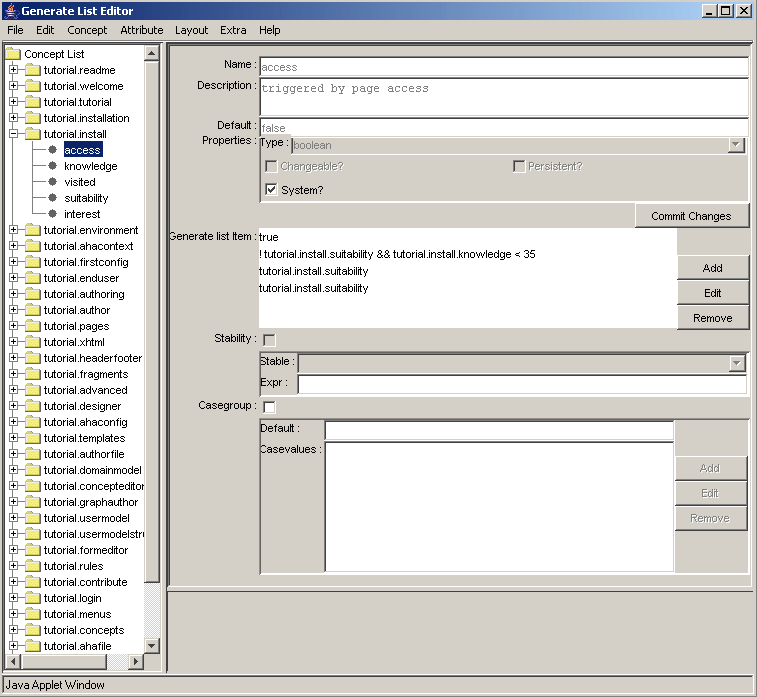 Generate List Editor
File Edit Concept Attribute Layout Extra Help
Concept List
tutorial.readme
tutorial.welcome
tutorial.tutorial
tutorial.installation
tutorial.install
access
knowledge
visited
suitability
interest
tutorial.environment
tutorial.ahacontext
tutorial.firstconfig
tutorial.enduser
tutorial.authoring
tutorial.author
tutorial.pages
tutorial.xhtml
tutorial.headerfooter
tutorial.fragments
tutorial.advanced
tutorial.designer
tutorial.ahaconfig
tutorial.templates
tutorial.authorfile
tutorial.domainmodel
tutorial.concepteditor
tutorial.graphauthor
tutorial.usermodel
tutorial.usermodelstru
tutorial.formeditor
tutorial.rules
tutorial.contribute
tutorial.login
tutorial.menus
tutorial.concepts
tutorial.ahafile
Name : access
Description : triggered by page access
Default : false
Properties : Type : boolean
Changeable? Persistent?
System?
Commit Changes
Generate list Item : true
! tutorial.install.suitability && tutorial.install.knowledge < 35
tutorial.install.suitability
tutorial.install.suitability
Add
Edit
Remove
Stability :
Stable :
Expr :
Casegroup :
Default :
Casevalues :
Add
Edit
Remove
Java Applet Window